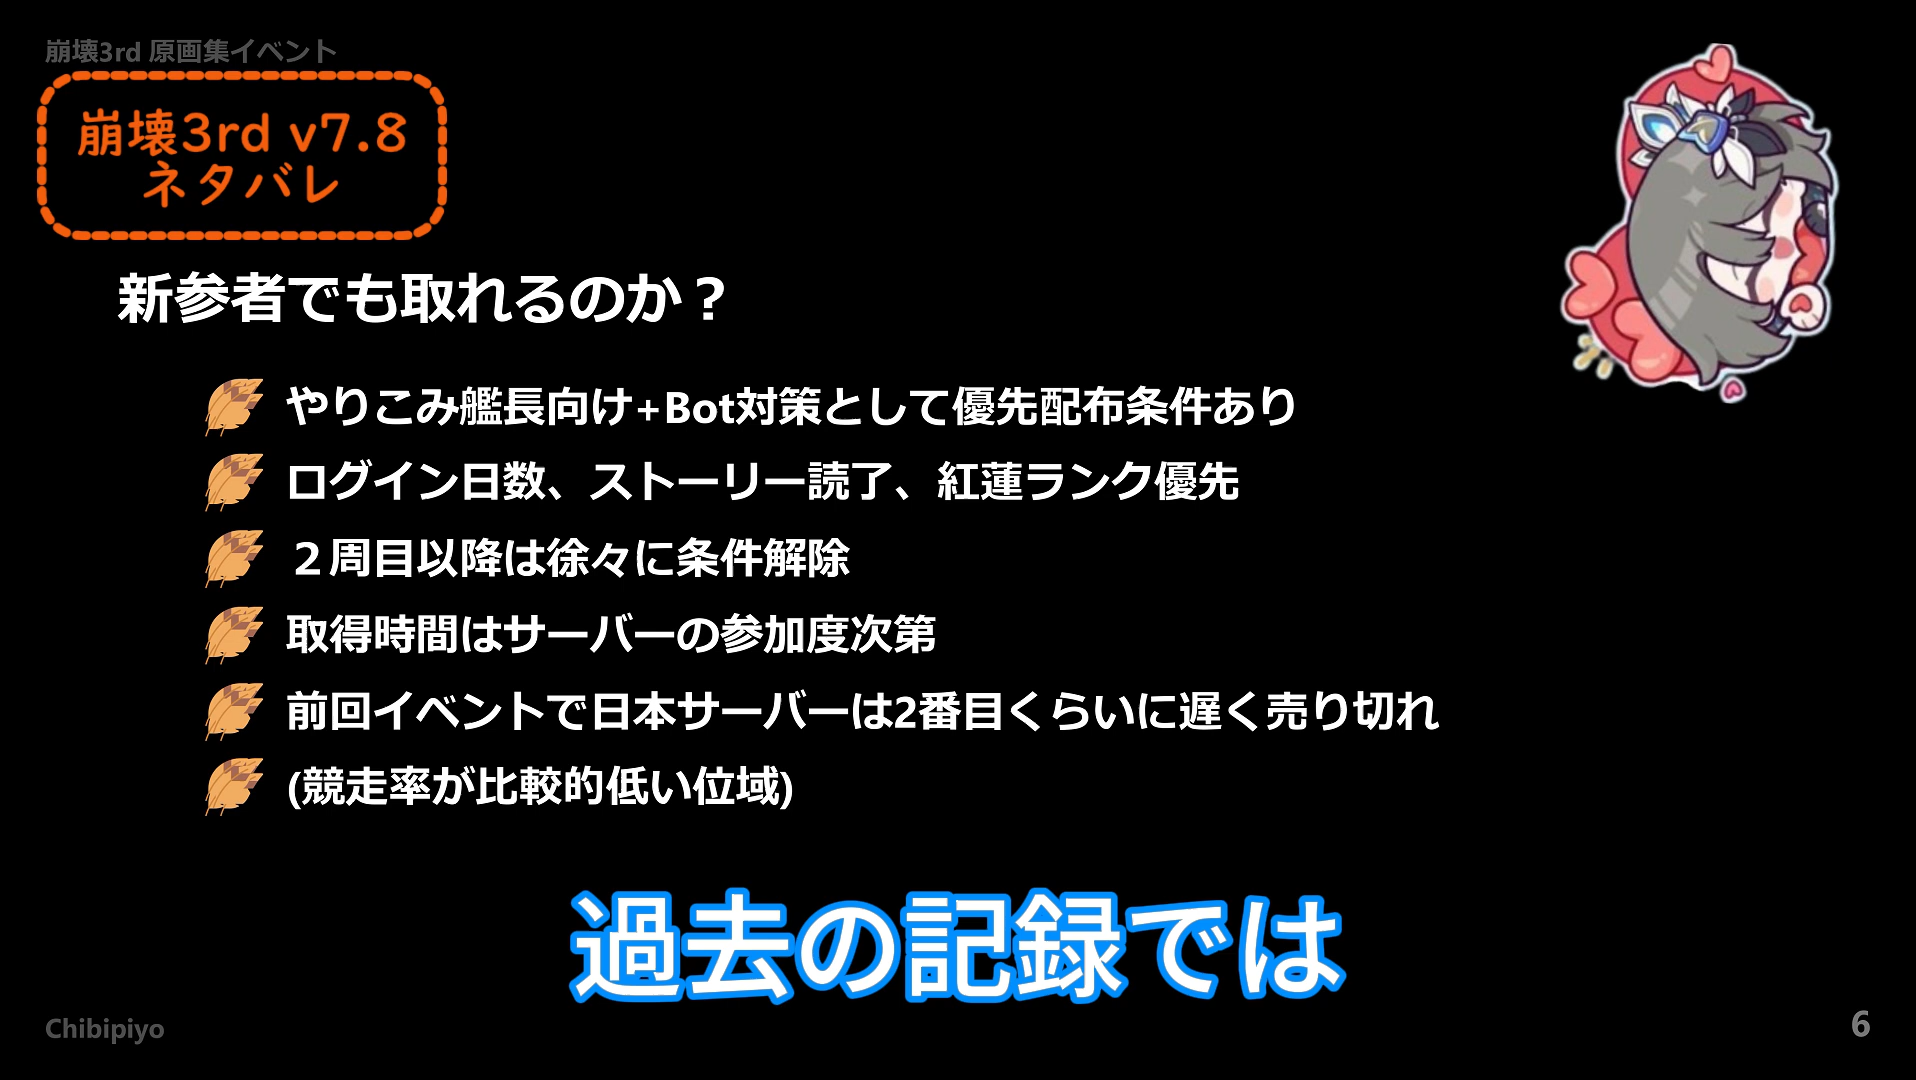 崩壊3rd 原画集イベント
崩壊3rd v7.8
ネタバレ
新参者でも取れるのか？
やりこみ艦長向け+Bot対策として優先配布条件あり
ログイン日数、ストーリー読了、紅蓮ランク優先
２周目以降は徐々に条件解除
取得時間はサーバーの参加度次第
前回イベントで日本サーバーは2番目くらいに遅く売り切れ
(競走率が比較的低い位域)
過去の記録では
Chibipiyo
6